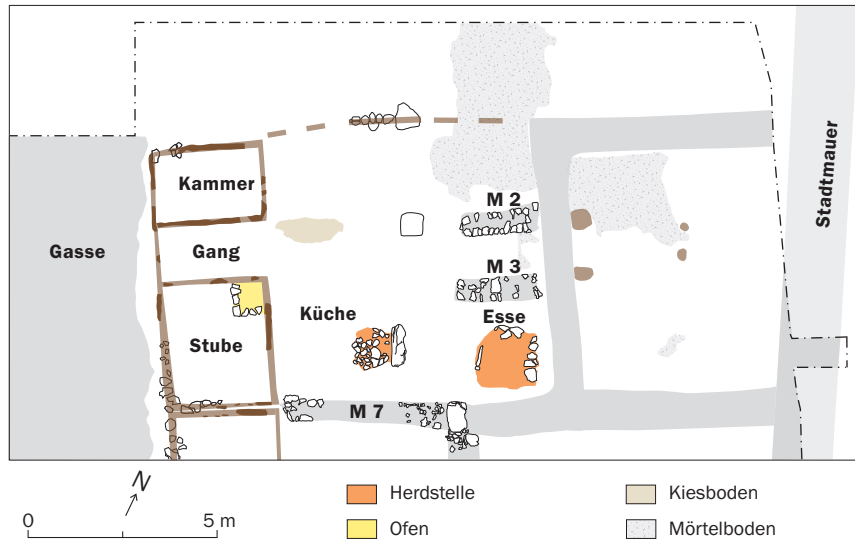 Kammer
M 2
Stadtmauer
Gasse
Gang
M 3
Küche
Esse
Stube
M 7
N
0 5 m
Herdstelle
Kiesboden
Ofen
Mörtelboden